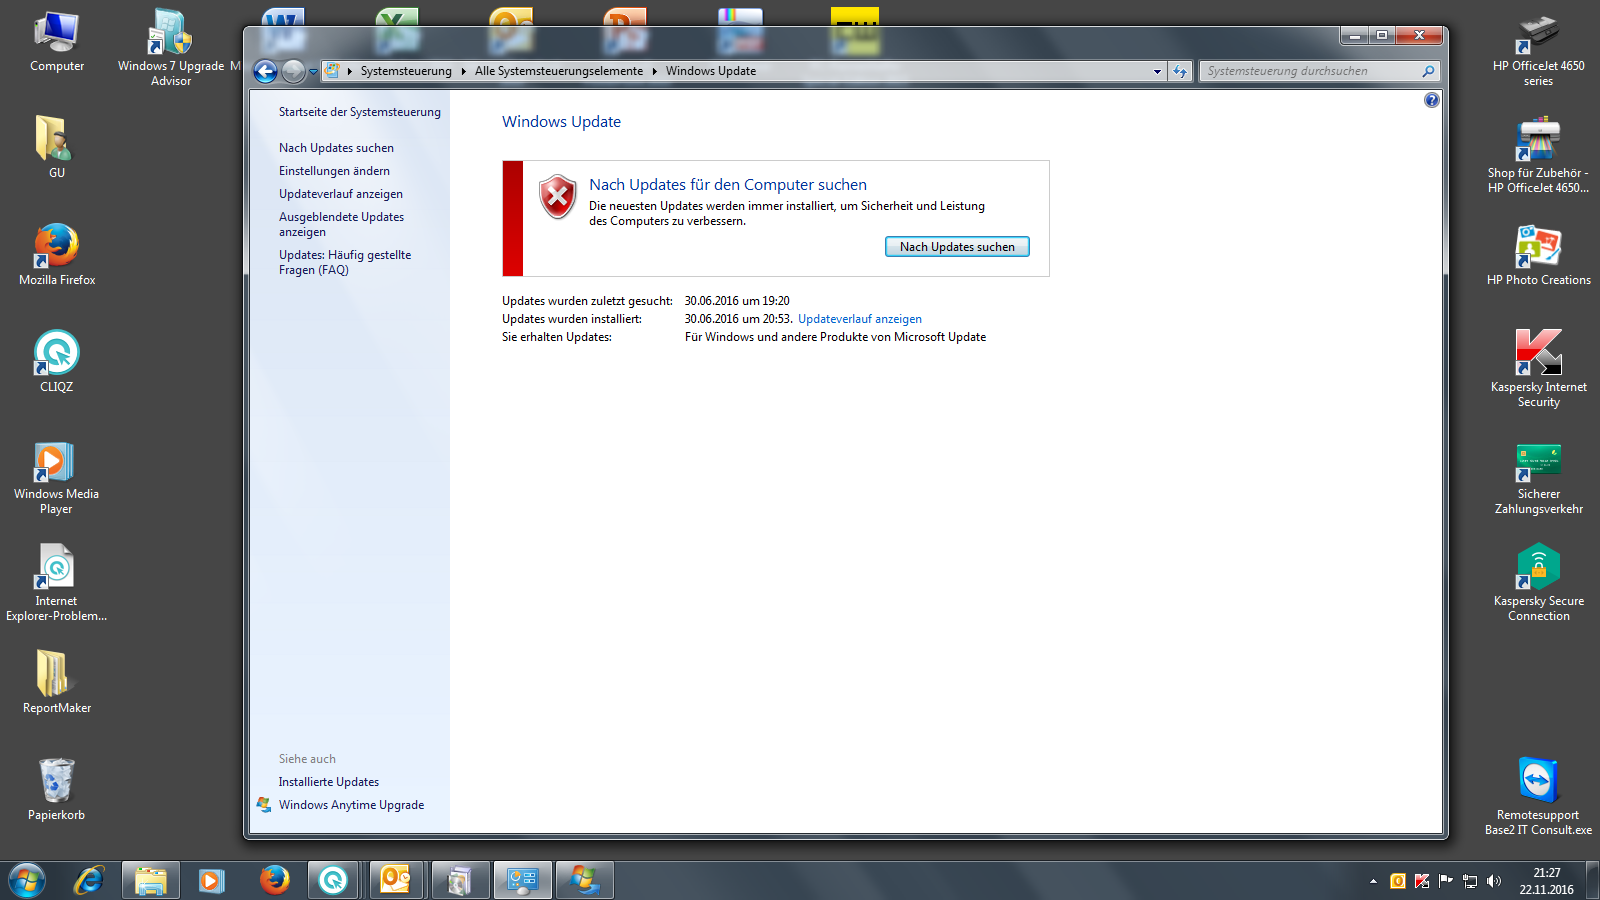 Computer
Windows 7 Upgrade
Advisor
M
GU
Mozilla Firefox
CLIQZ
Windows Media
Player
Internet
Explorer-Problem...
ReportMaker
Papierkorb
Systemsteuerung
Alle Systemsteuerungselemente
Windows Update
Systemsteuerung durchsuchen
Startseite der Systemsteuerung
Nach Updates suchen
Einstellungen ändern
Updateverlauf anzeigen
Ausgeblendete Updates
anzeigen
Updates: Häufig gestellte
Fragen (FAQ)
Siehe auch
Installierte Updates
Windows Anytime Upgrade
Windows Update
Nach Updates für den Computer suchen
Die neuesten Updates werden immer installiert, um Sicherheit und Leistung
des Computers zu verbessern.
Nach Updates suchen
Updates wurden zuletzt gesucht: 30.06.2016 um 19:20
Updates wurden installiert: 30.06.2016 um 20:53. Updateverlauf anzeigen
Sie erhalten Updates: Für Windows und andere Produkte von Microsoft Update
HP OfficeJet 4650
series
Shop für Zubehör -
HP OfficeJet 4650...
HP Photo Creations
Kaspersky Internet
Security
Sicherer
Zahlungsverkehr
Kaspersky Secure
Connection
Remotesupport
Base2 IT Consult.exe
21:27
22.11.2016